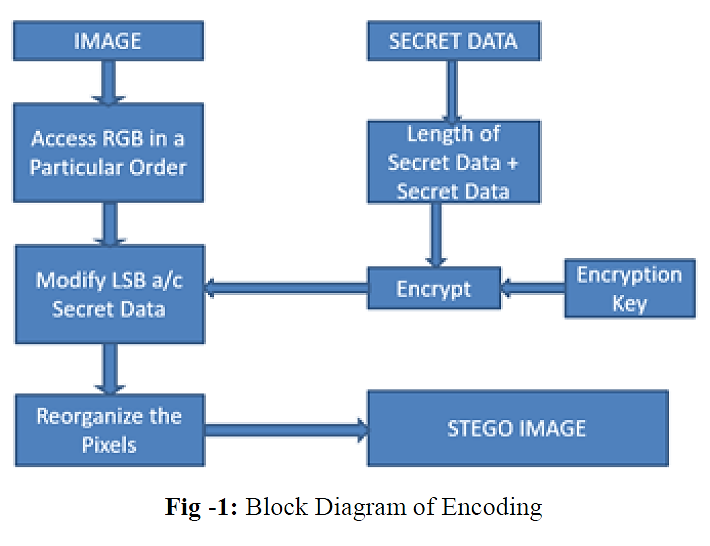 IMAGE
SECRET DATA
Access RGB in a
Particular Order
Length of
Secret Data +
Secret Data
Modify LSB a/c
Secret Data
Encrypt
Encryption
Key
Reorganize the
Pixels
STEGO IMAGE
Fig -1: Block Diagram of Encoding